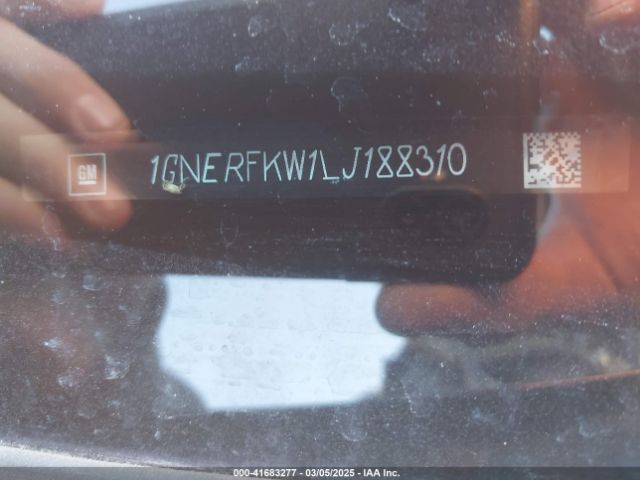 GM
1GNERFKW1LJ188310
000-41683277 - 03/05/2025 - IAA Inc.